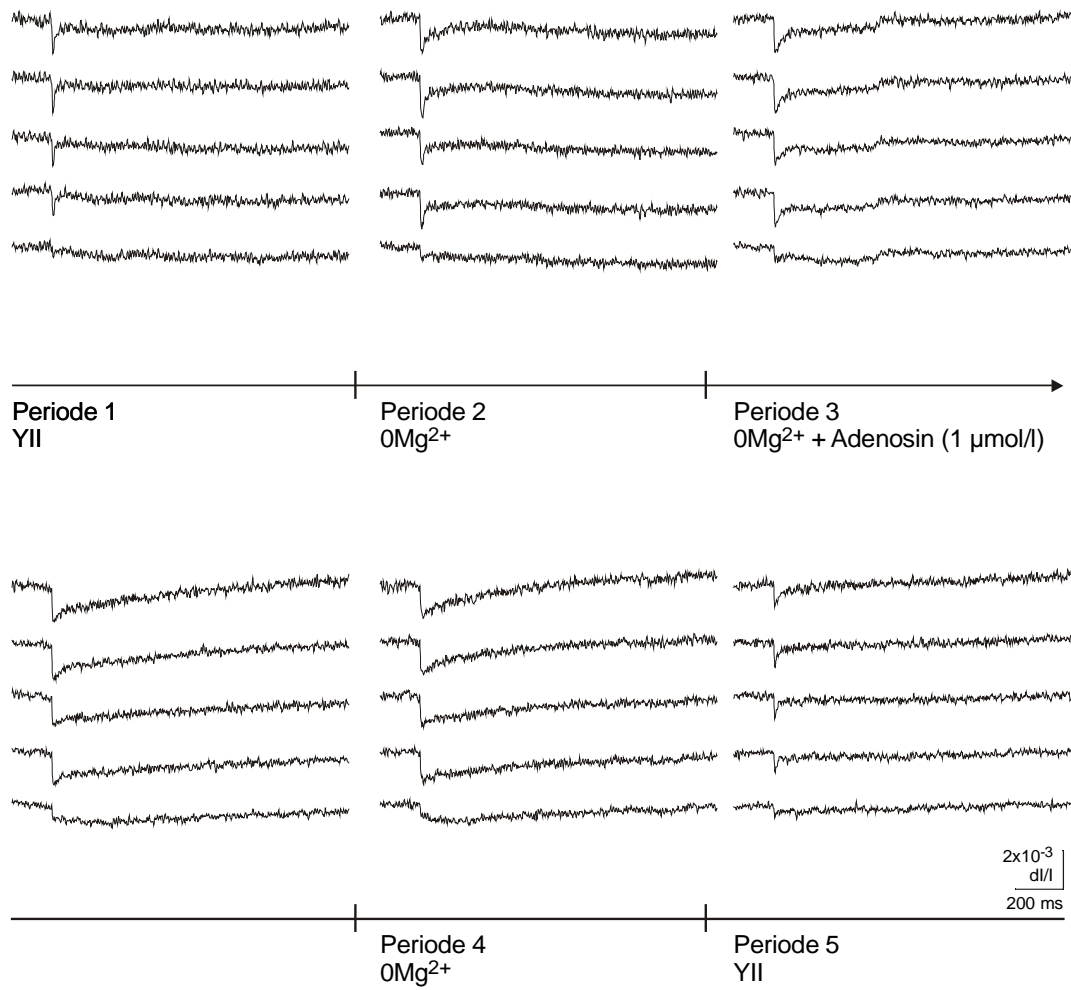 Periode 1
YII
Periode 2
0Mg²⁺
Periode 3
0Mg²⁺ + Adenosin (1 µmol/l)
2x10⁻³
dI/I
200 ms
Periode 4
0Mg²⁺
Periode 5
YII